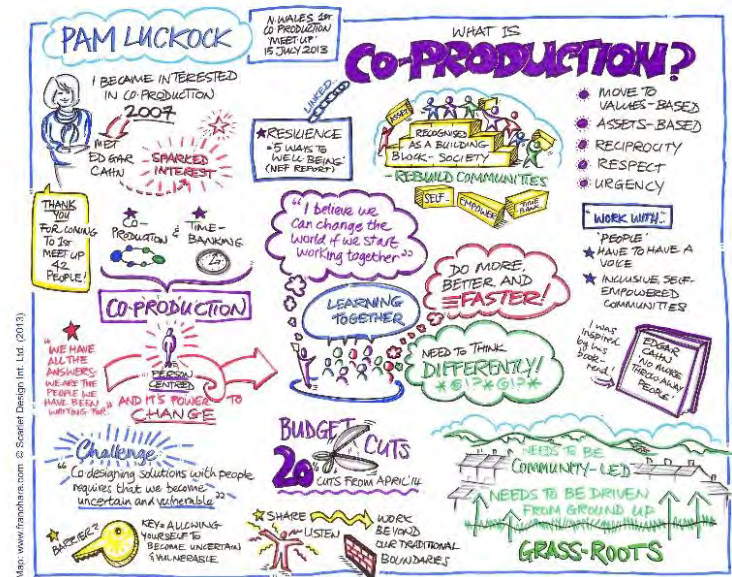 PAM LUCKOCK
N.WALES 1ST
CO PRODUCTION
'MEET-UP'
15 JULY 2013
WHAT IS
CO-PRODUCTION?
I BECAME INTERESTED
IN CO-PRODUCTION
2007
MET
EDGAR
CAHN
SPARKED
INTEREST
LINKED
RESILIENCE
'5 WAYS TO
WELL-BEING'
(NEF REPORT)
ASSET
RECOGNISED
AS A BUILDING
BLOCK - SOCIETY
-REBUILD COMMUNITIES
SELF-
EMPOWER
MOVE TO
VALUES-BASED
ASSETS-BASED
RECIPROCITY
RESPECT
URGENCY
THANK
YOU
FOR COMING
TO 1ST
MEET UP
42
PEOPLE!
CO-
PRODUCTION
&
TIME-
BANKING
"I believe we
can change the
world if we start
working together"
WORK WITH:
'PEOPLE'
HAVE TO HAVE A
VOICE
INCLUSIVE, SELF-
EMPOWERED
COMMUNITIES
CO-PRODUCTION
LEARNING
TOGETHER
DO MORE,
BETTER AND
FASTER!
NEED TO THINK
DIFFERENTLY!
*@!?*@!?*
I was
inspired
by his
book -
read!
EDGAR
CAHN
'NO MORE
THROW AWAY
PEOPLE'
"WE HAVE
ALL THE
ANSWERS:
WE ARE THE
PEOPLE WE
HAVE BEEN
WAITING FOR."
PERSON
CENTRED
AND IT'S POWER TO
CHANGE
Challenge
"Co designing solutions with people
requires that we become
uncertain and vulnerable"
BARRIER?
KEY = ALIGNING
YOURSELF TO
BECOME UNCERTAIN
& VULNERABLE
BUDGET
CUTS
20%
CUTS FROM APRIL '14
SHARE
LISTEN
WORK
BEYOND
OUR TRADITIONAL
BOUNDARIES
NEEDS TO BE
COMMUNITY-LED
NEEDS TO BE DRIVEN
FROM GROUND UP
GRASS-ROOTS
Map: www.franohara.com © Scarlet Design Int. Ltd. (2013)